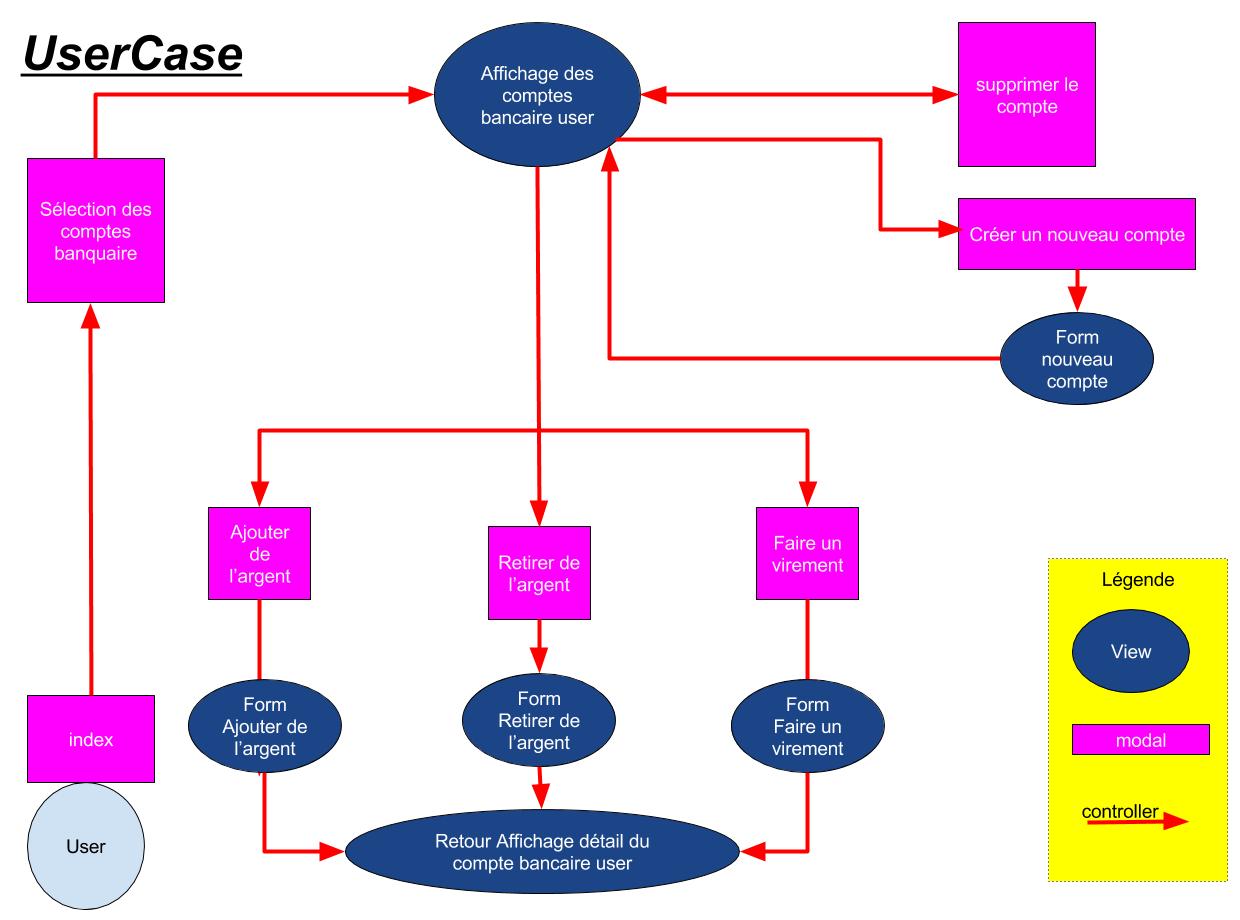 UserCase
Affichage des
comptes
bancaire user
supprimer le
compte
Sélection des
comptes
banquaire
Créer un nouveau compte
Form
nouveau
compte
Ajouter
de
l’argent
Retirer de
l’argent
Faire un
virement
Légende
View
modal
controller
index
User
Form
Ajouter de
l’argent
Form
Retirer de
l’argent
Form
Faire un
virement
Retour Affichage détail du
compte bancaire user